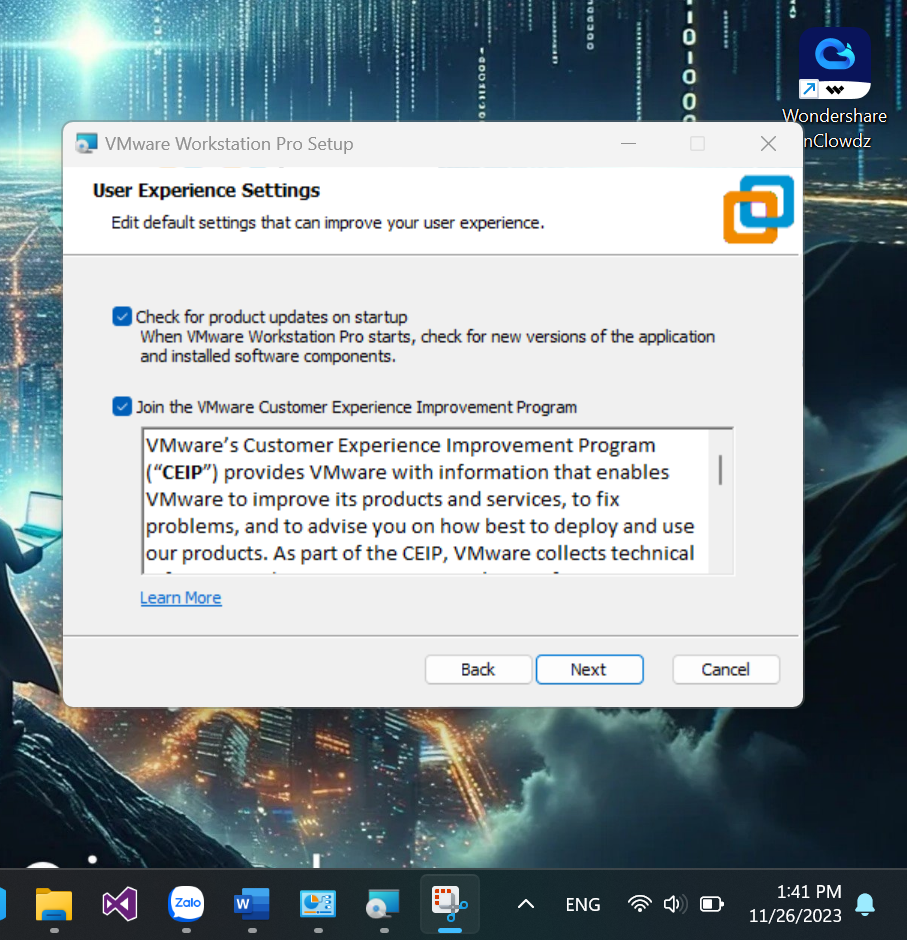 Wondershare
nClowdz
VMware Workstation Pro Setup
User Experience Settings
Edit default settings that can improve your user experience.
Check for product updates on startup
When VMware Workstation Pro starts, check for new versions of the application
and installed software components.
Join the VMware Customer Experience Improvement Program
VMware’s Customer Experience Improvement Program
(“CEIP”) provides VMware with information that enables
VMware to improve its products and services, to fix
problems, and to advise you on how best to deploy and use
our products. As part of the CEIP, VMware collects technical
Learn More
Back
Next
Cancel
Zalo
W
ENG
1:41 PM
11/26/2023